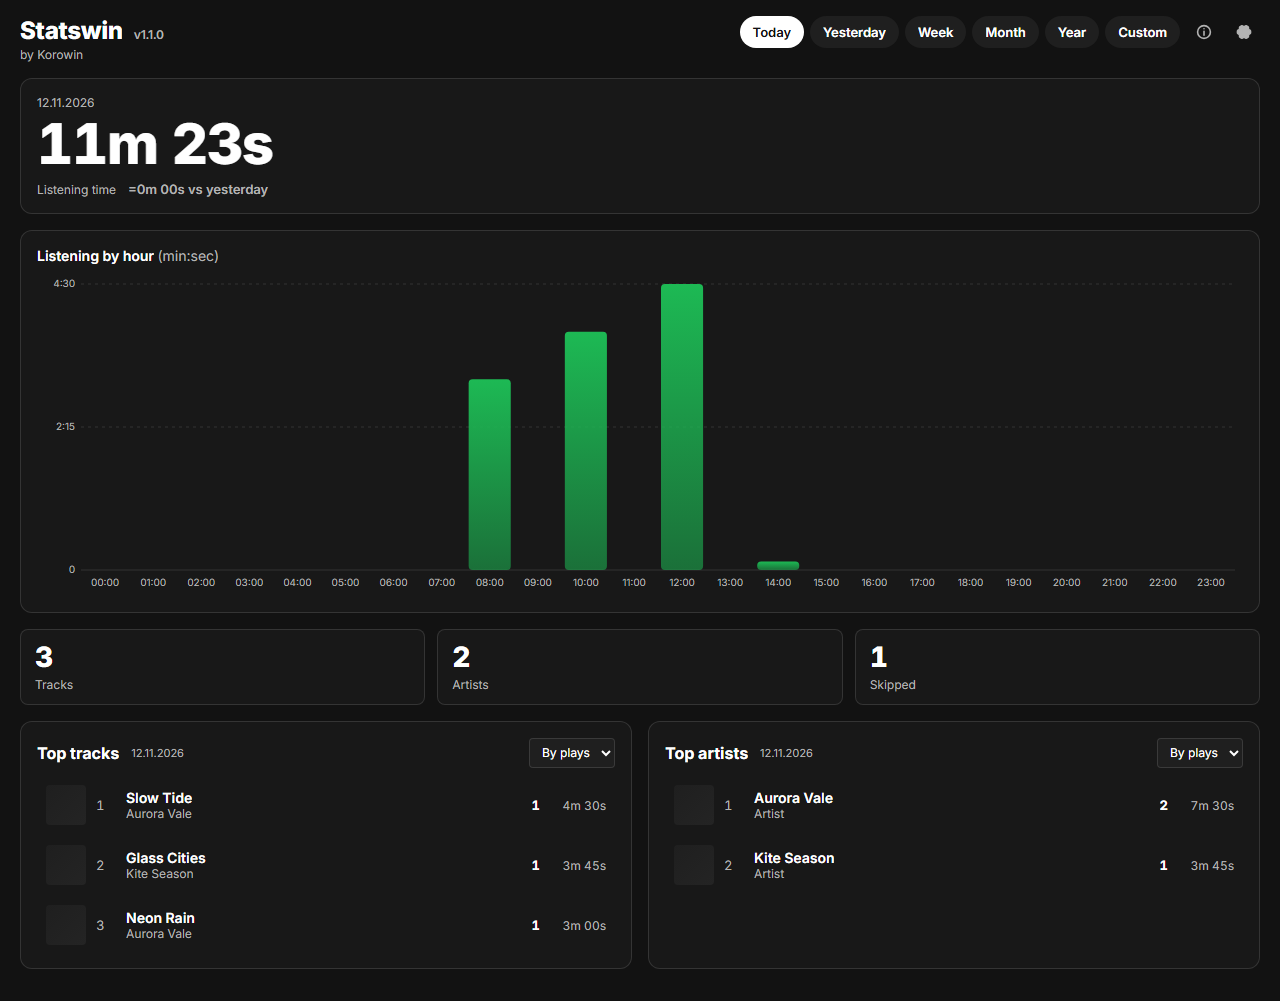 Statswin v1.1.0
by Korowin
Today Yesterday Week Month Year Custom
12.11.2026
11m 23s
Listening time =0m 00s vs yesterday
Listening by hour (min:sec)
4:30
2:15
0
00:00 01:00 02:00 03:00 04:00 05:00 06:00 07:00 08:00 09:00 10:00 11:00 12:00 13:00 14:00 15:00 16:00 17:00 18:00 19:00 20:00 21:00 22:00 23:00
3
Tracks
2
Artists
1
Skipped
Top tracks 12.11.2026 By plays
1 Slow Tide 1 4m 30s
Aurora Vale
2 Glass Cities 1 3m 45s
Kite Season
3 Neon Rain 1 3m 00s
Aurora Vale
Top artists 12.11.2026 By plays
1 Aurora Vale 2 7m 30s
Artist
2 Kite Season 1 3m 45s
Artist